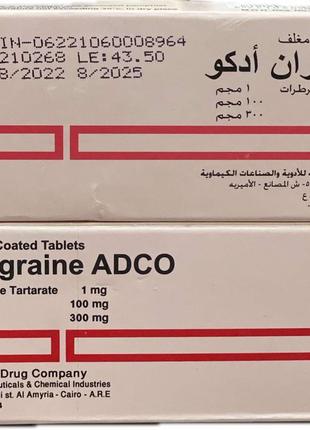 IN-06221060008964
210268 LE:43.50
8/2022 8/2025
مغلف
ران أدكو
رطرات ١ مجم
١٠٠ مجم
٣٠٠ مجم
للأدوية والصناعات الكيماوية
ش المصانع - الأميريه
Coated Tablets
graine ADCO
e Tartarate 1 mg
100 mg
300 mg
Drug Company
euticals & Chemical Industries
i st. Al Amyria - Cairo - A.R.E
4